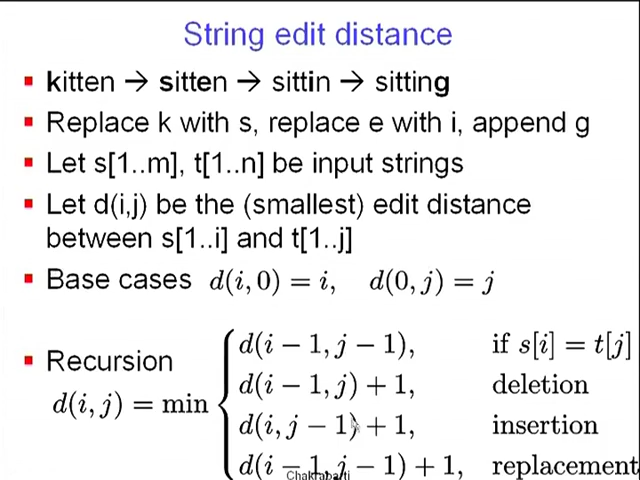 String edit distance
kitten → sitten → sittin → sitting
Replace k with s, replace e with i, append g
Let s[1..m], t[1..n] be input strings
Let d(i,j) be the (smallest) edit distance
between s[1..i] and t[1..j]
Base cases d(i, 0) = i, d(0, j) = j
Recursion
d(i, j) = min
d(i − 1, j − 1), if s[i] = t[j]
d(i − 1, j) + 1, deletion
d(i, j − 1) + 1, insertion
d(i − 1, j − 1) + 1, replacement
Chakrabarti